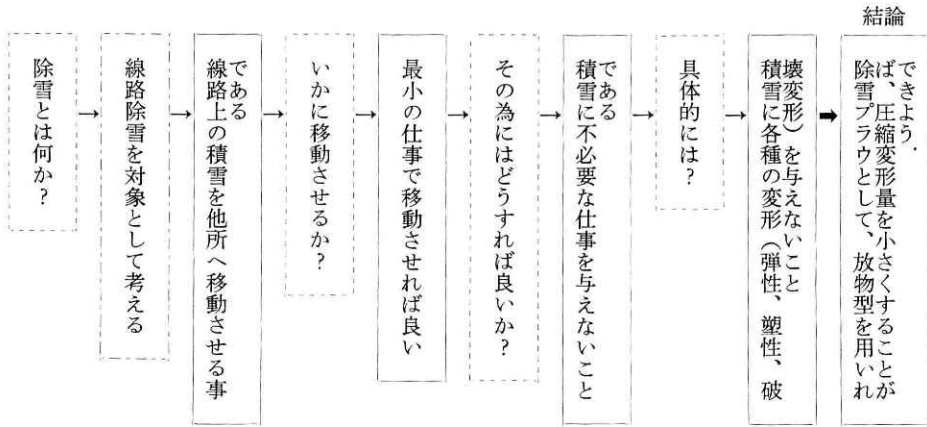 除雪とは何か?
線路除雪を対象として考える
線路上の積雪を他所へ移動させる事
である
いかに移動させるか?
最小の仕事で移動させれば良い
その為にはどうすれば良いか?
積雪に不必要な仕事を与えないこと
である
具体的には?
積雪に各種の変形(弾性、塑性、破
壊変形)を与えないこと
結論
除雪プラウとして、放物型を用いれ
ば、圧縮変形量を小さくすることが
できよう.